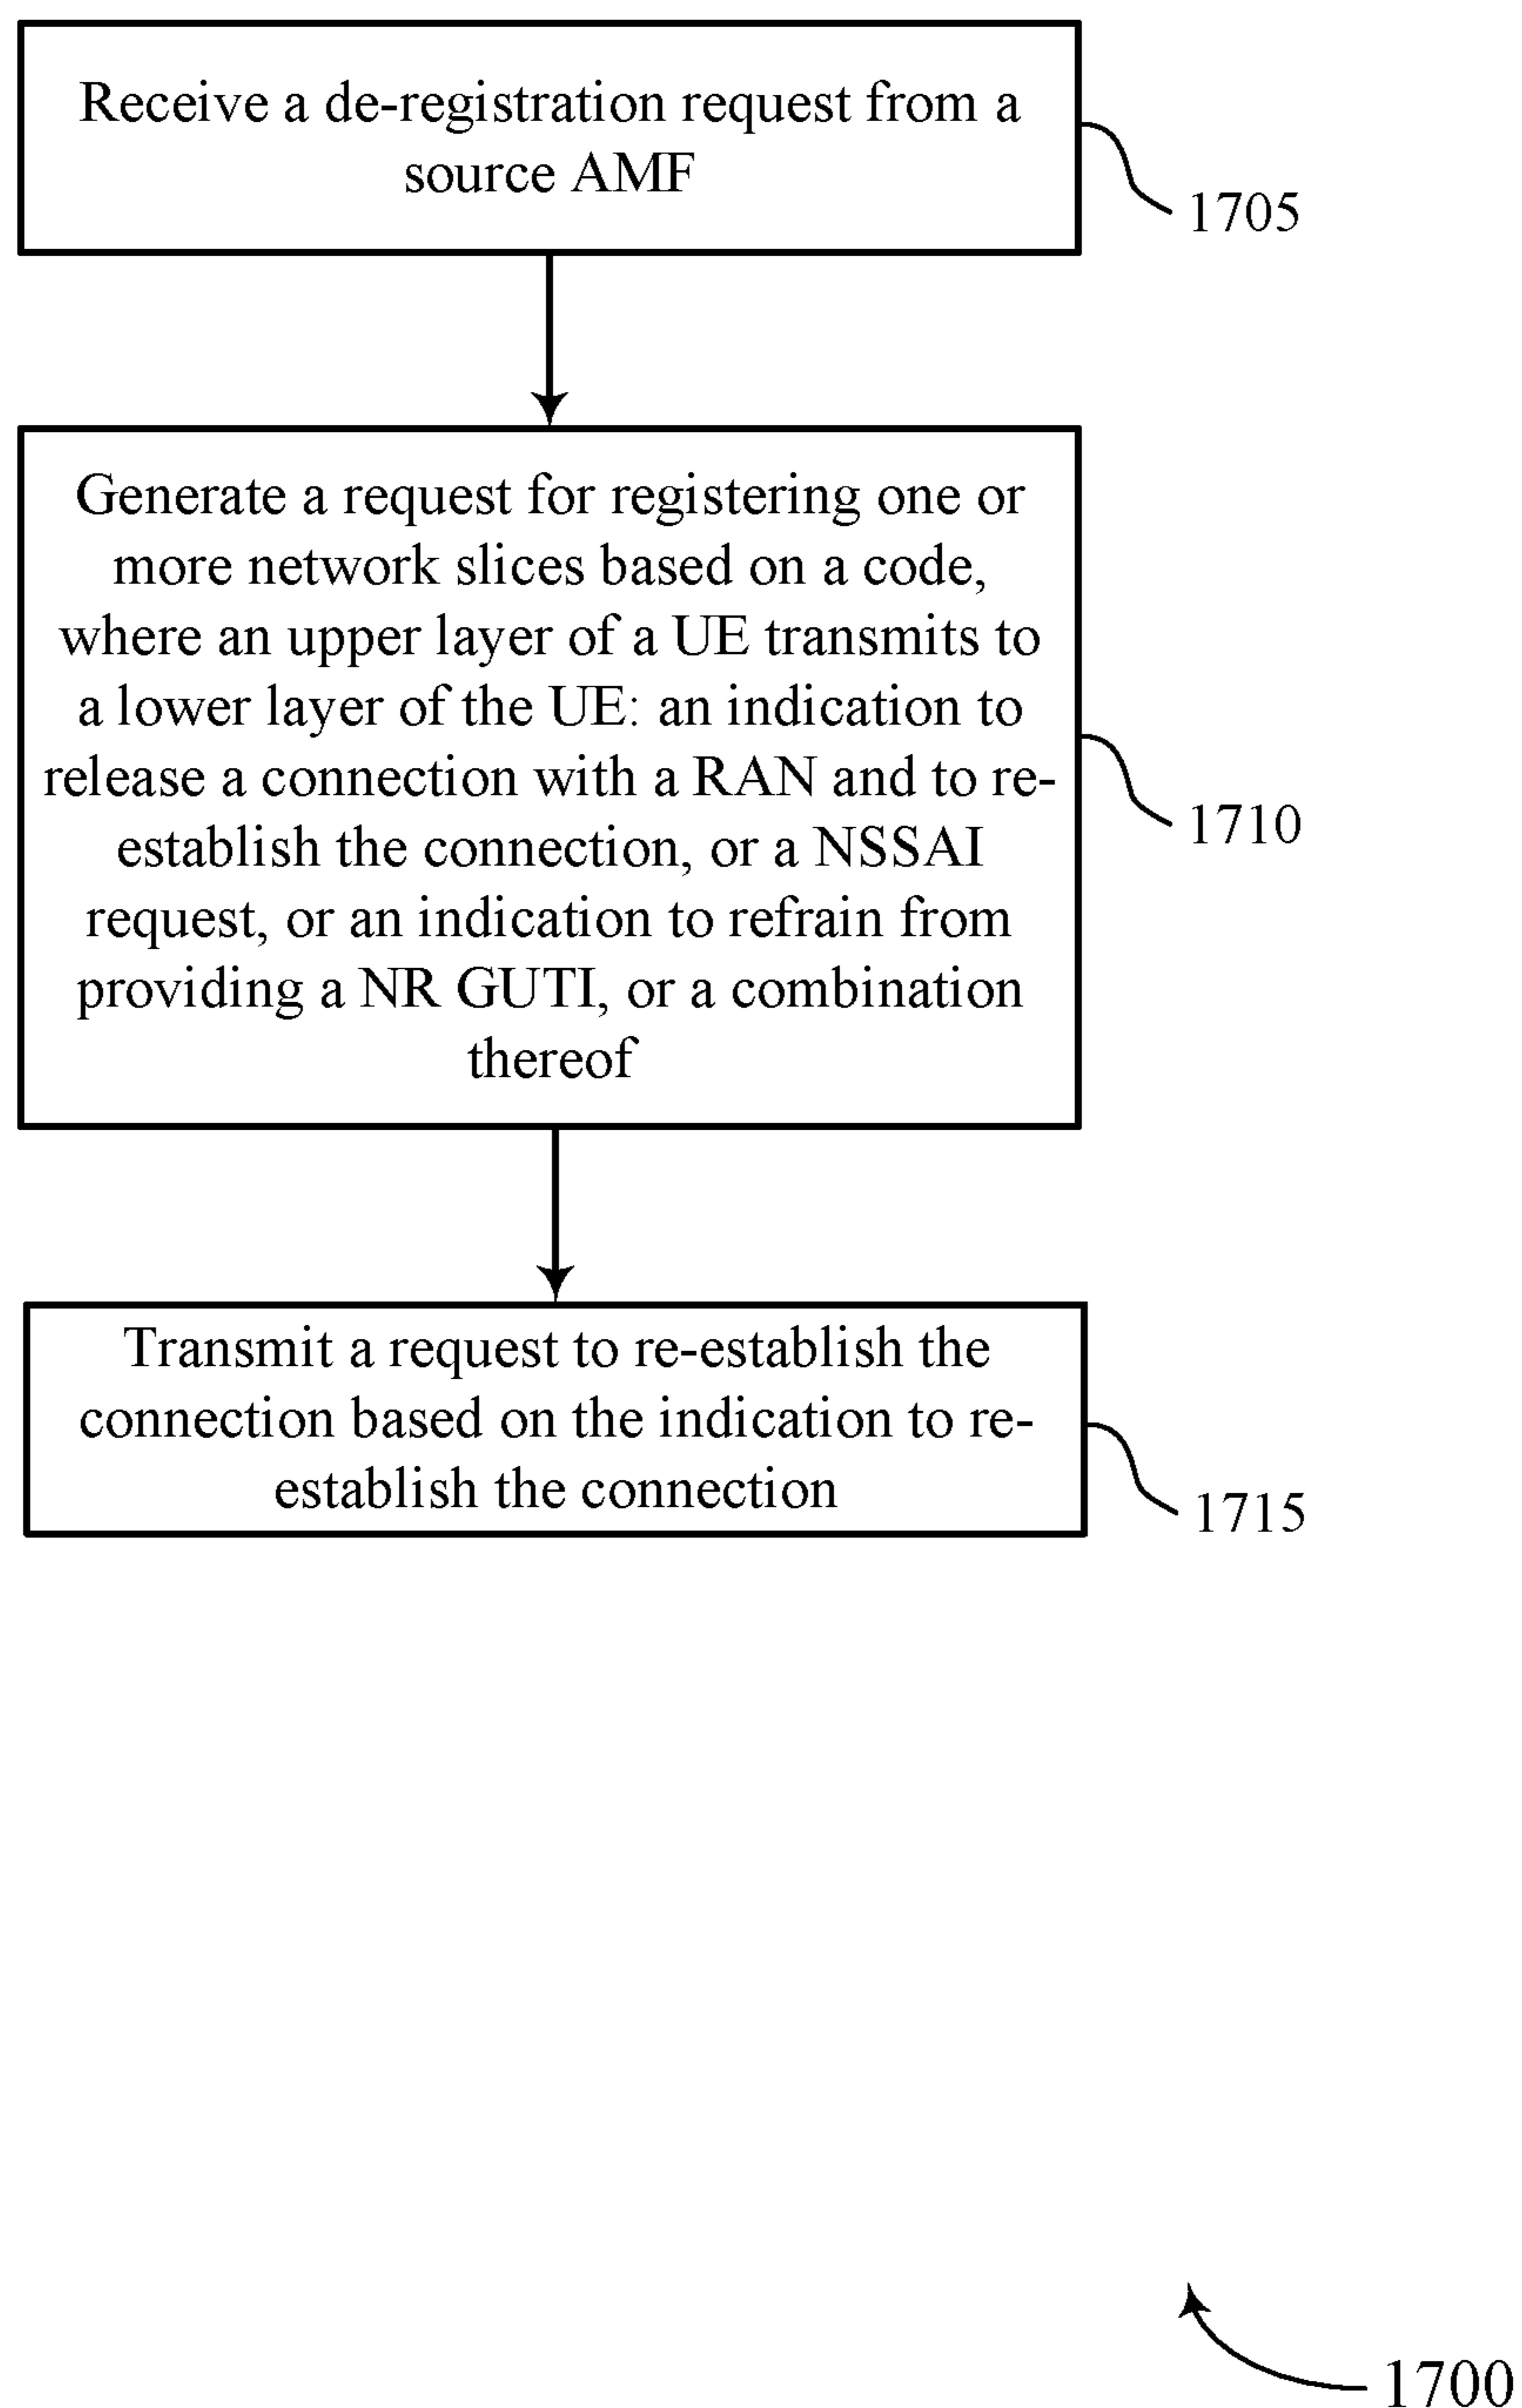 Receive a de-registration request from a
source AMF
1705
Generate a request for registering one or
more network slices based on a code,
where an upper layer of a UE transmits to
a lower layer of the UE: an indication to
release a connection with a RAN and to re-
establish the connection, or a NSSAI
request, or an indication to refrain from
providing a NR GUTI, or a combination
thereof
1710
Transmit a request to re-establish the
connection based on the indication to re-
establish the connection
1715
1700